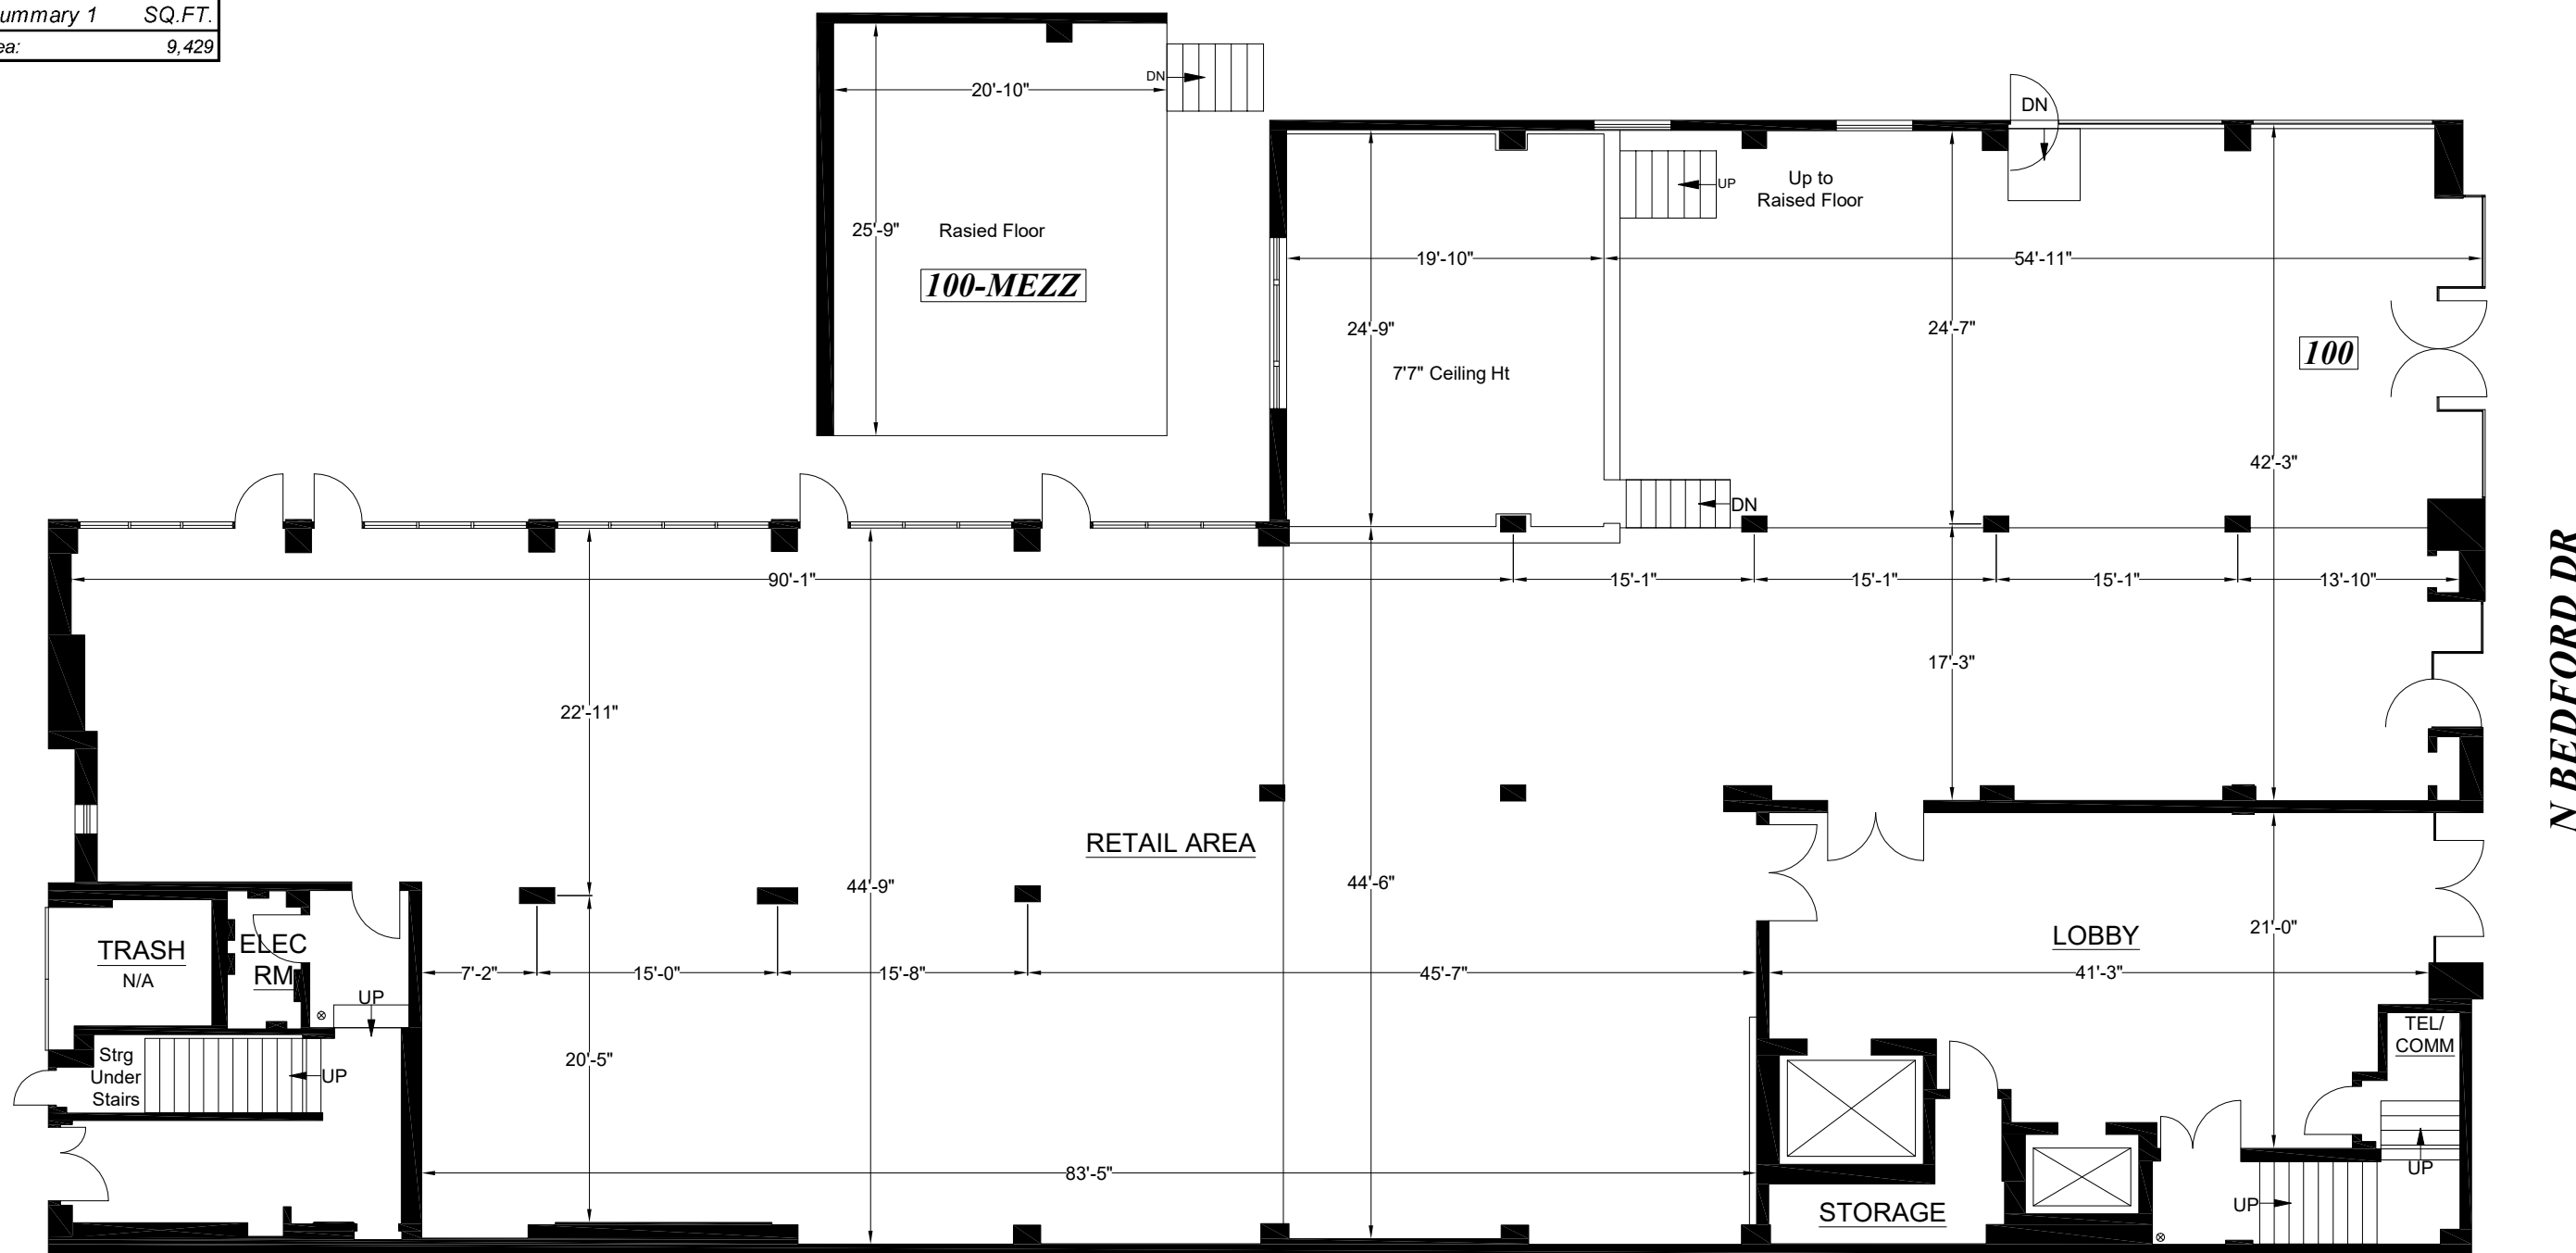 ummary 1 SQ.FT.
ea: 9,429
DN
20'-10"
25'-9"
Rasied Floor
100-MEZZ
DN
UP
Up to
Raised Floor
19'-10"
54'-11"
24'-9"
24'-7"
7'7" Ceiling Ht
100
42'-3"
DN
90'-1"
15'-1"
15'-1"
15'-1"
13'-10"
N BEDFORD DR
22'-11"
17'-3"
RETAIL AREA
44'-9"
44'-6"
TRASH
N/A
ELEC
RM
UP
7'-2"
15'-0"
15'-8"
45'-7"
LOBBY
21'-0"
41'-3"
TEL/
COMM
Strg
Under
Stairs
UP
20'-5"
83'-5"
STORAGE
UP
UP